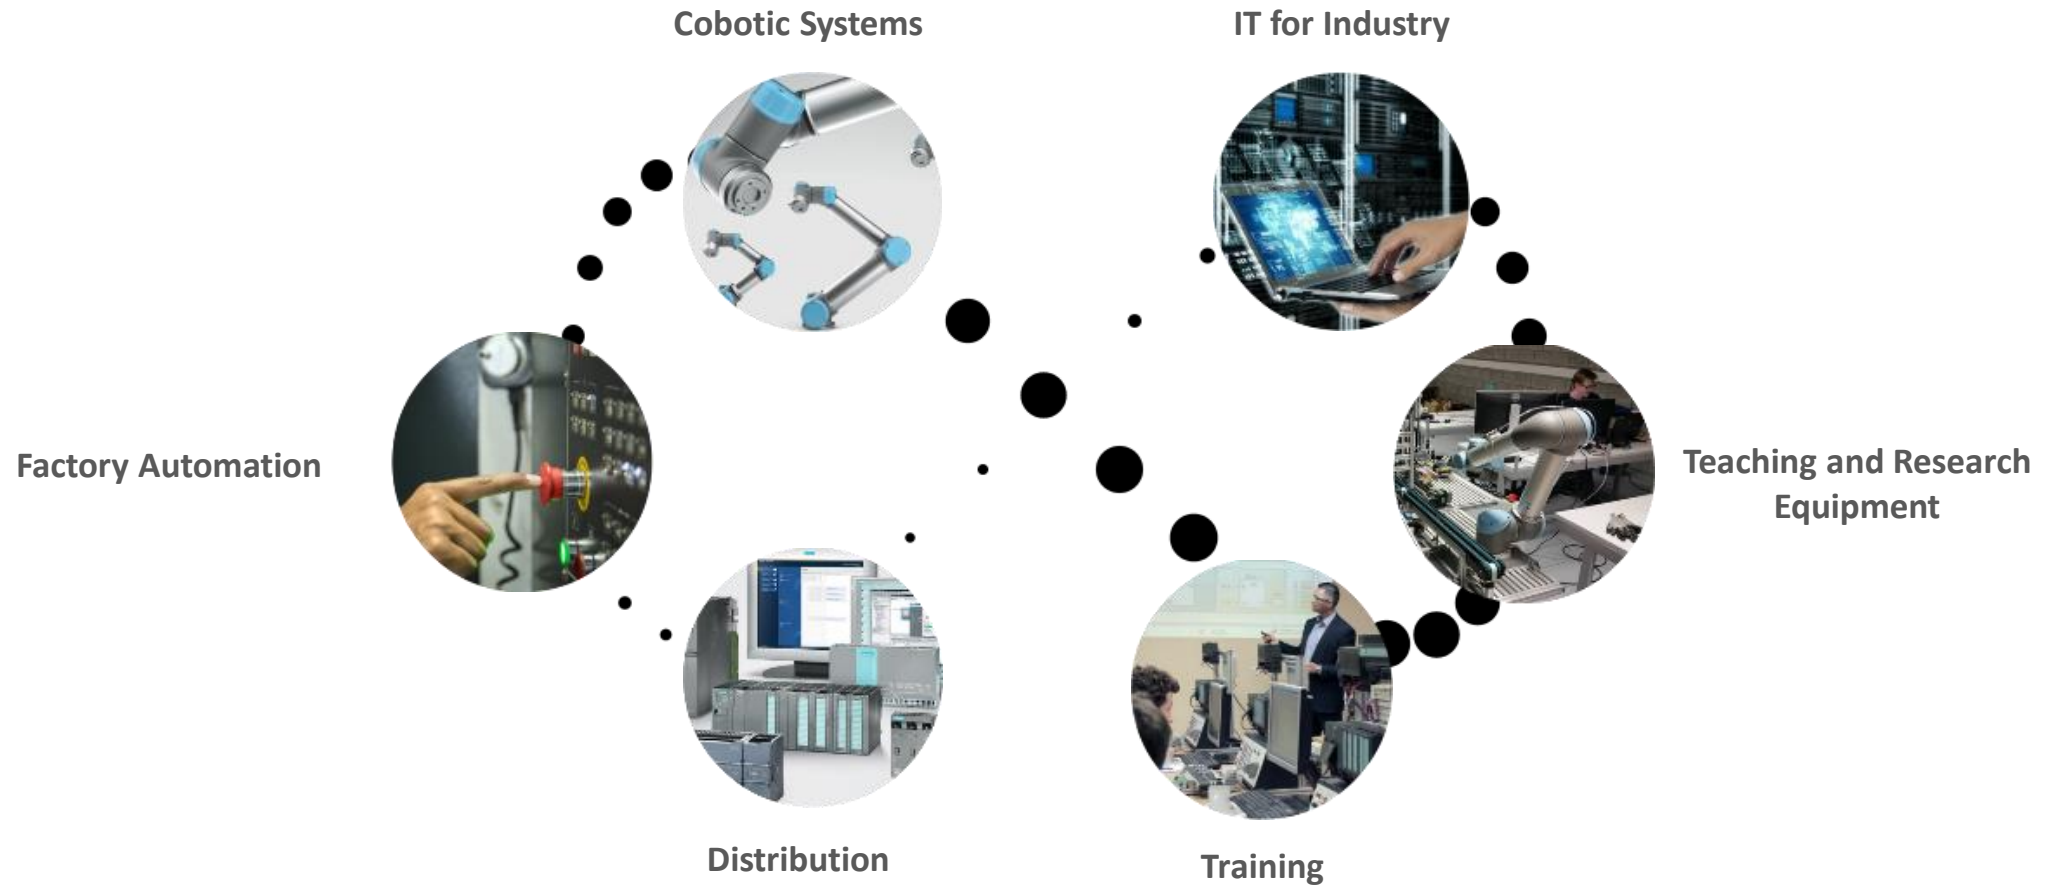 Cobotic Systems
IT for Industry
Factory Automation
Teaching and Research
Equipment
Distribution
Training